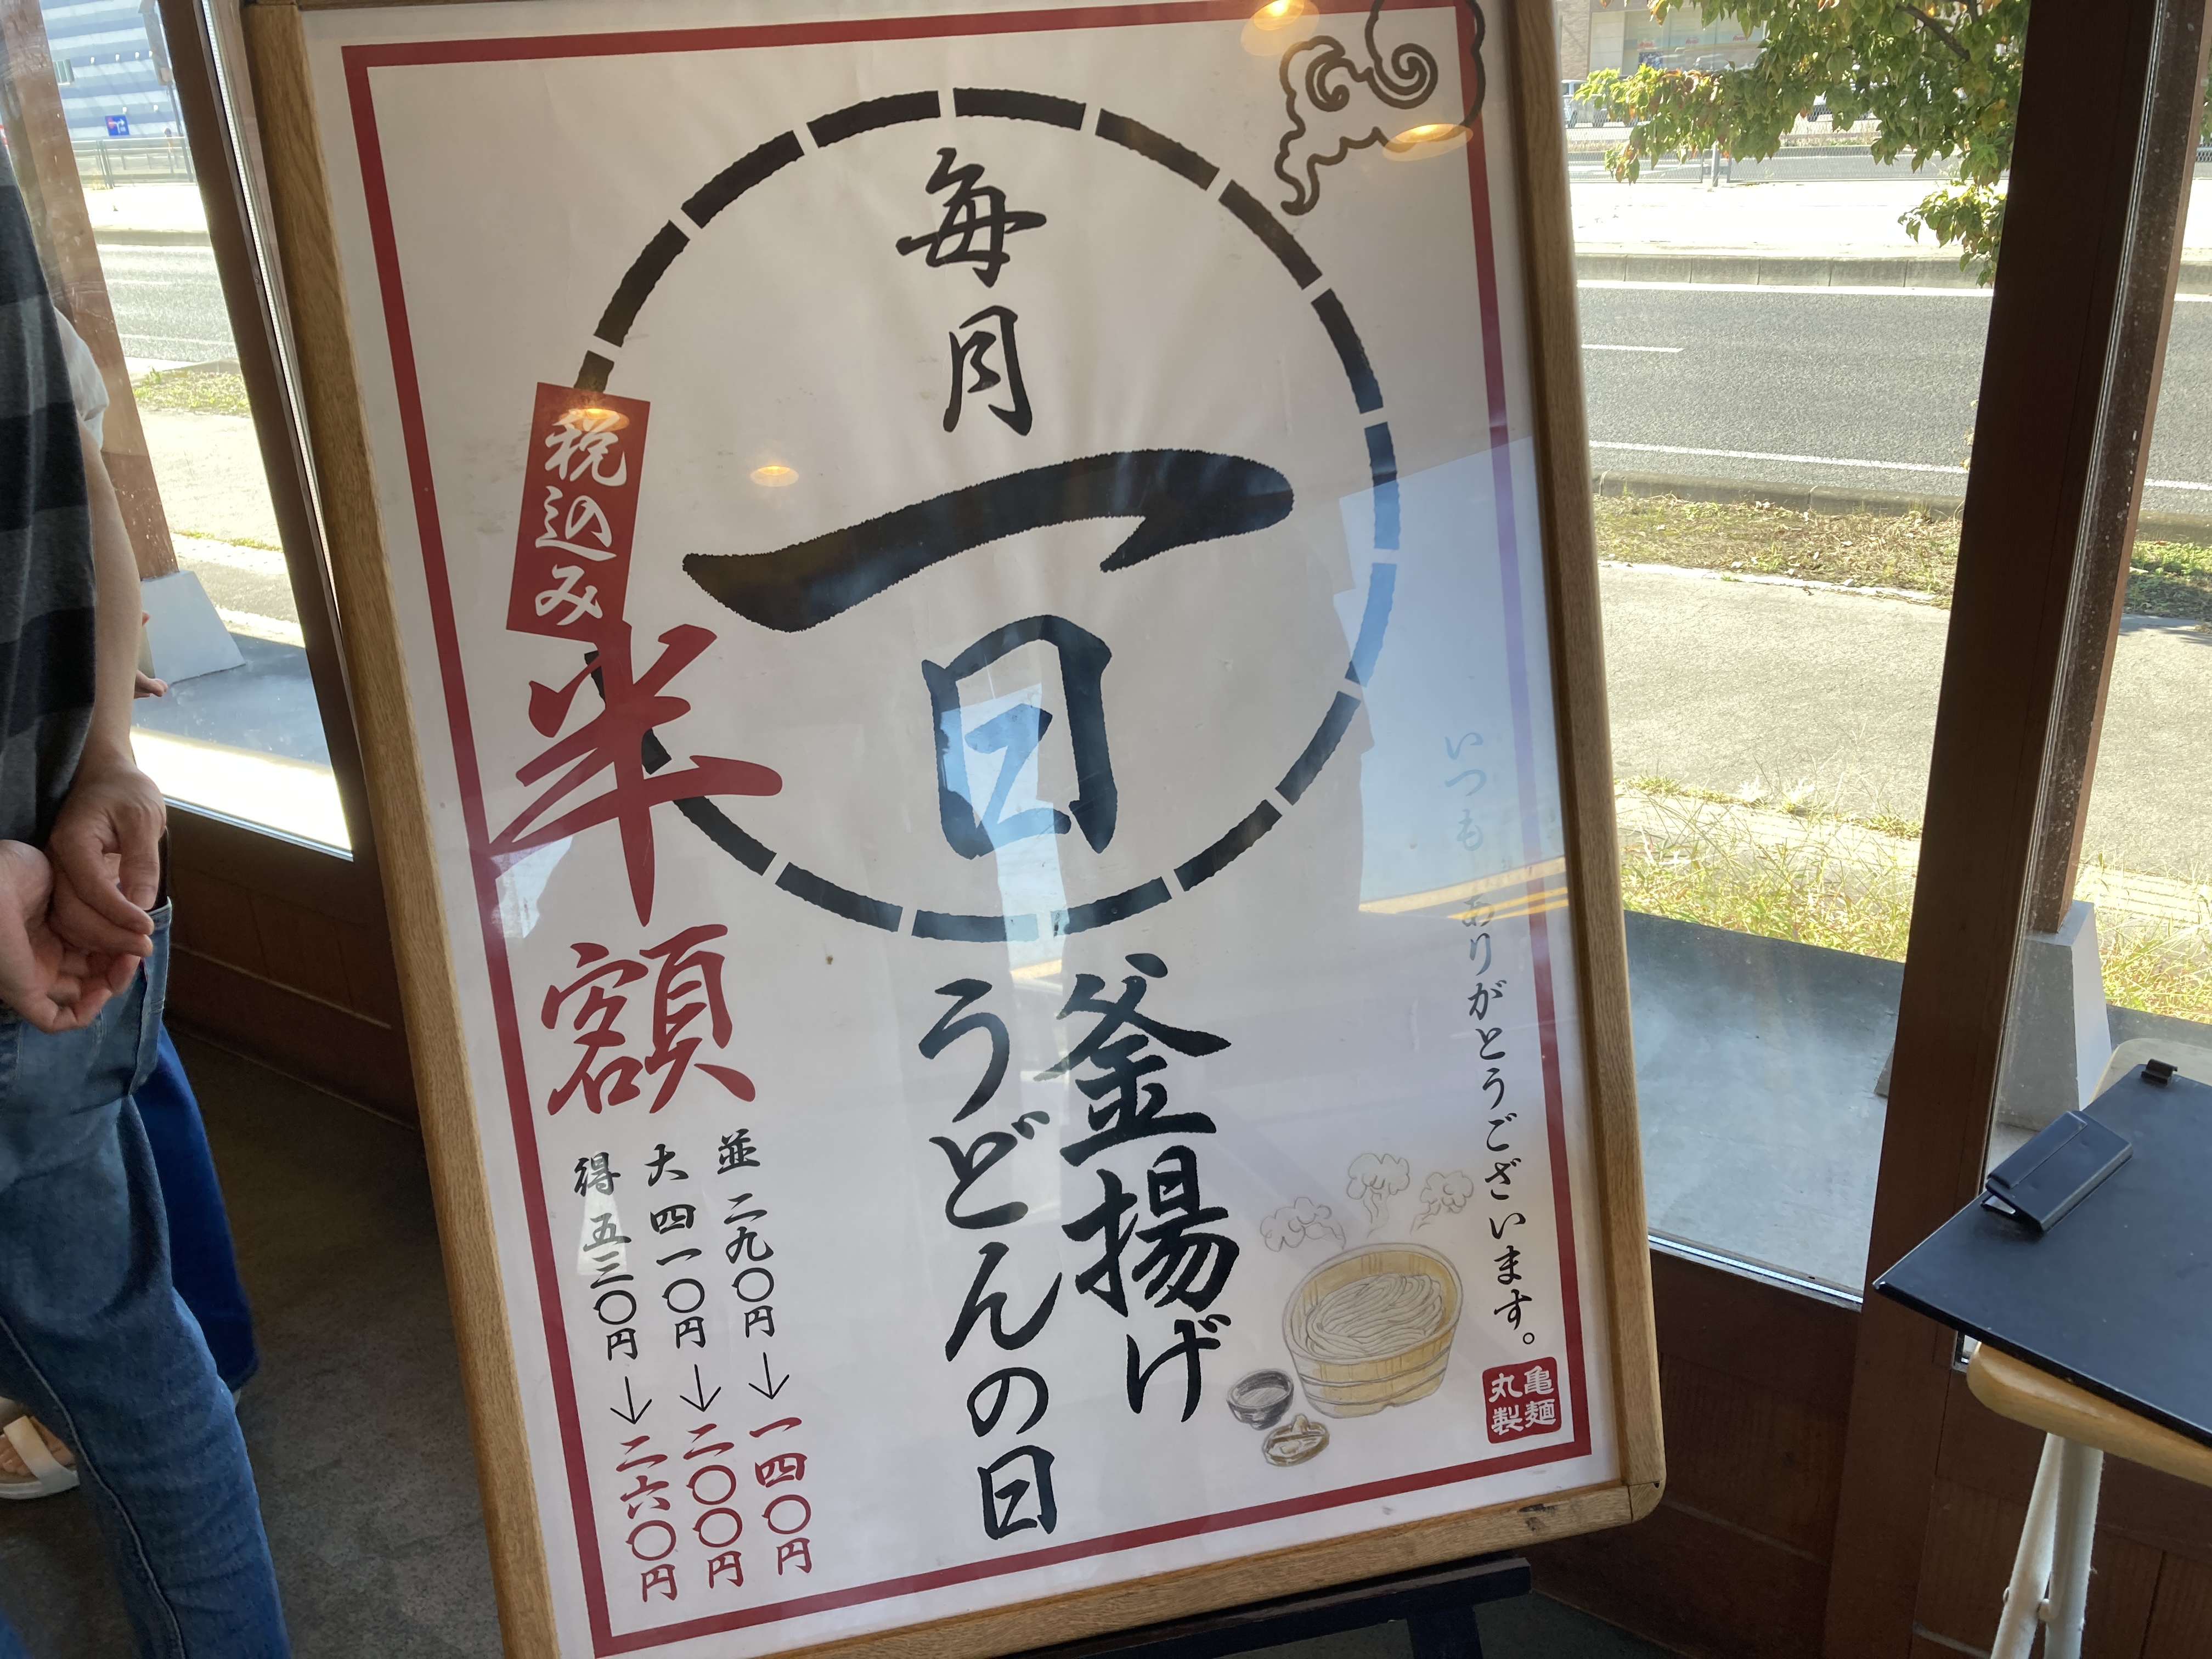 毎月
一日
釜揚げ
うどんの日
いつもありがとうございます。
税込み
半額
並 二九〇円→一四〇円
大 四一〇円→二〇〇円
得 五三〇円→二六〇円
丸亀
製麺